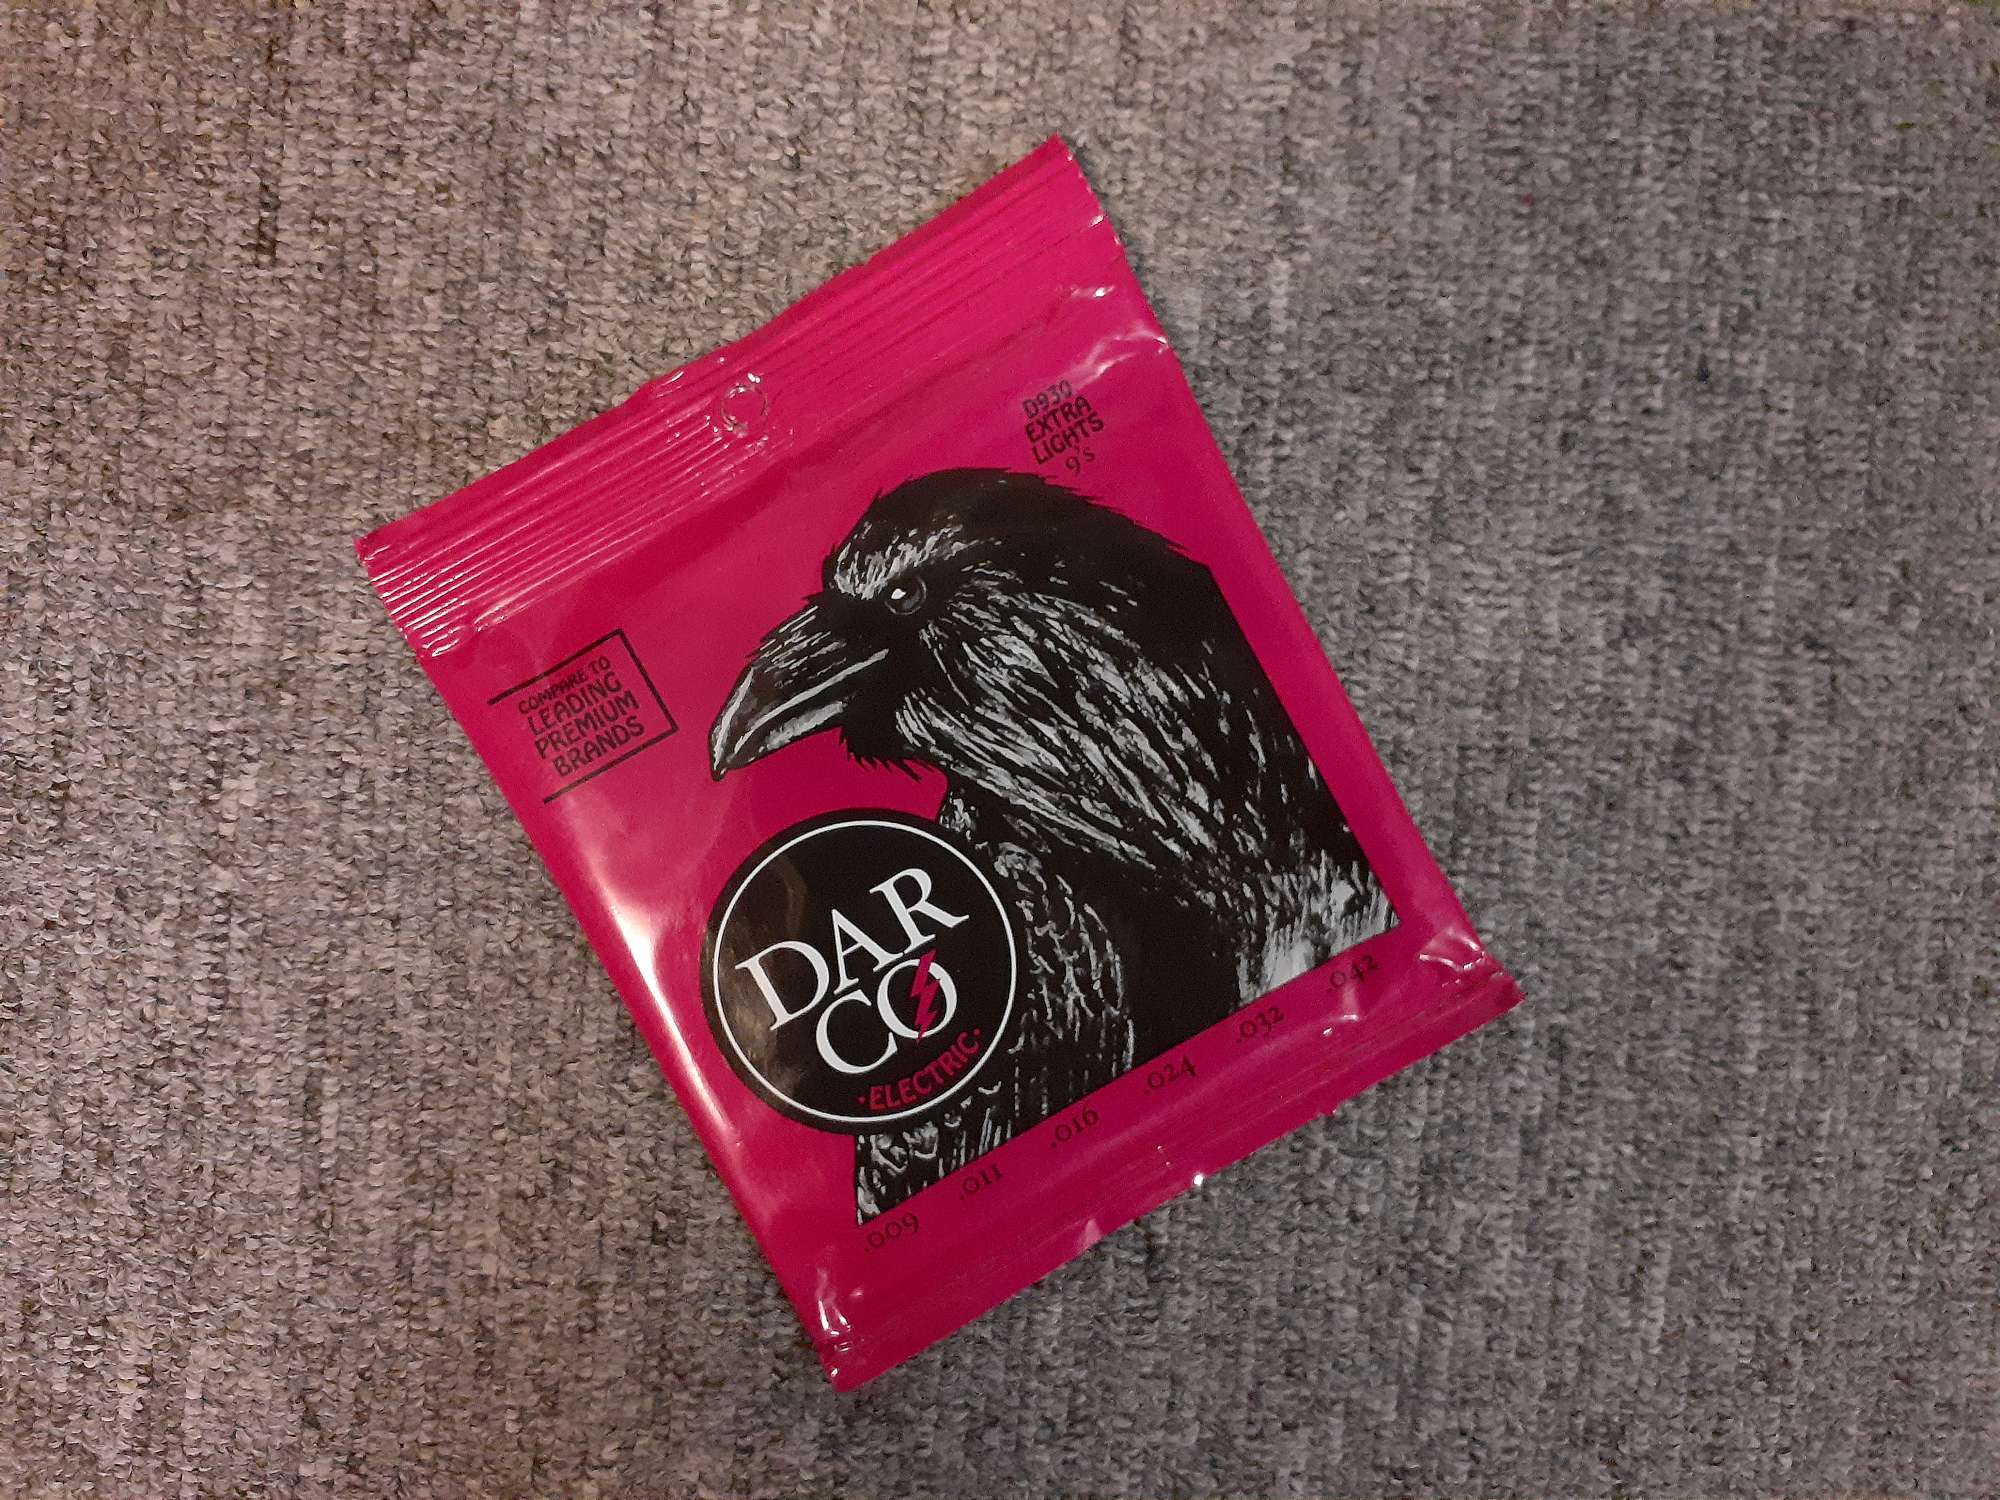 D930
EXTRA
LIGHTS
9's
COMPARE TO
LEADING
PREMIUM
BRANDS
DAR
CO
·ELECTRIC·
.009 .011 .016 .024 .032 .042